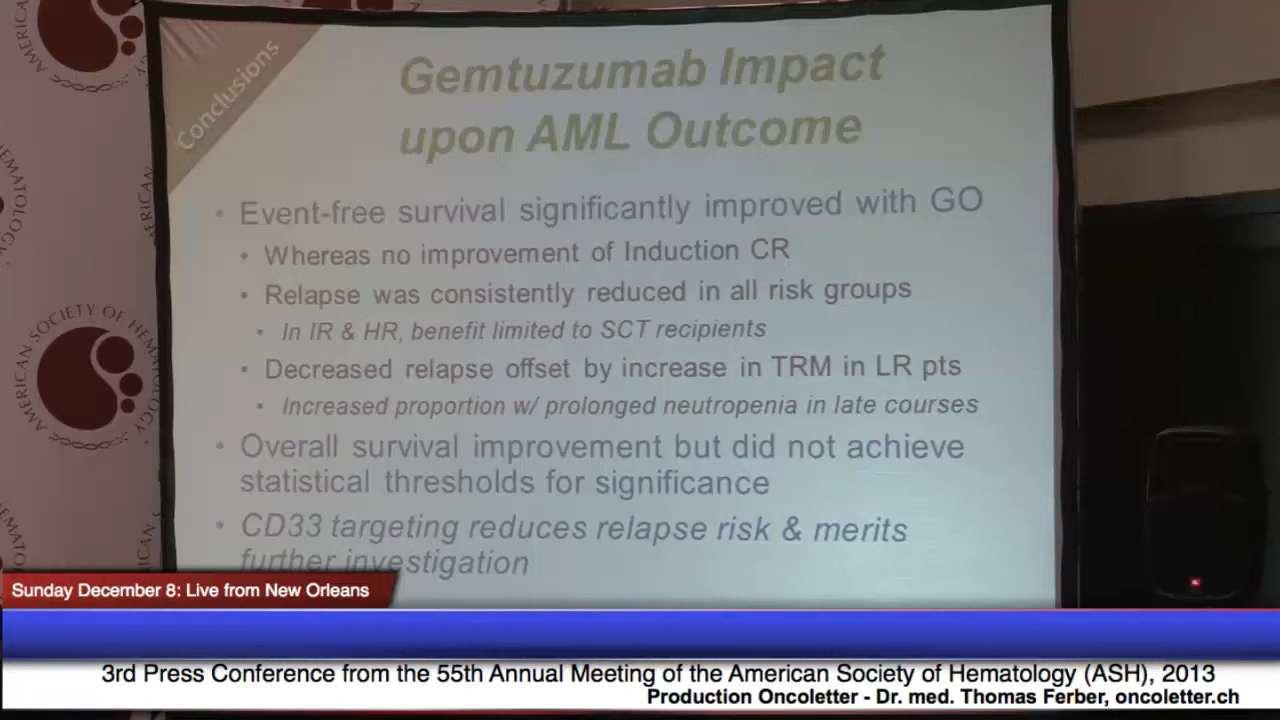 Conclusions
Gemtuzumab Impact
upon AML Outcome
• Event-free survival significantly improved with GO
• Whereas no improvement of Induction CR
• Relapse was consistently reduced in all risk groups
• In IR & HR, benefit limited to SCT recipients
• Decreased relapse offset by increase in TRM in LR pts
• Increased proportion w/ prolonged neutropenia in late courses
• Overall survival improvement but did not achieve
statistical thresholds for significance
• CD33 targeting reduces relapse risk & merits
further investigation
AMERICAN SOCIETY OF HEMATOLOGY
Sunday December 8: Live from New Orleans
3rd Press Conference from the 55th Annual Meeting of the American Society of Hematology (ASH), 2013
Production Oncoletter - Dr. med. Thomas Ferber, oncoletter.ch